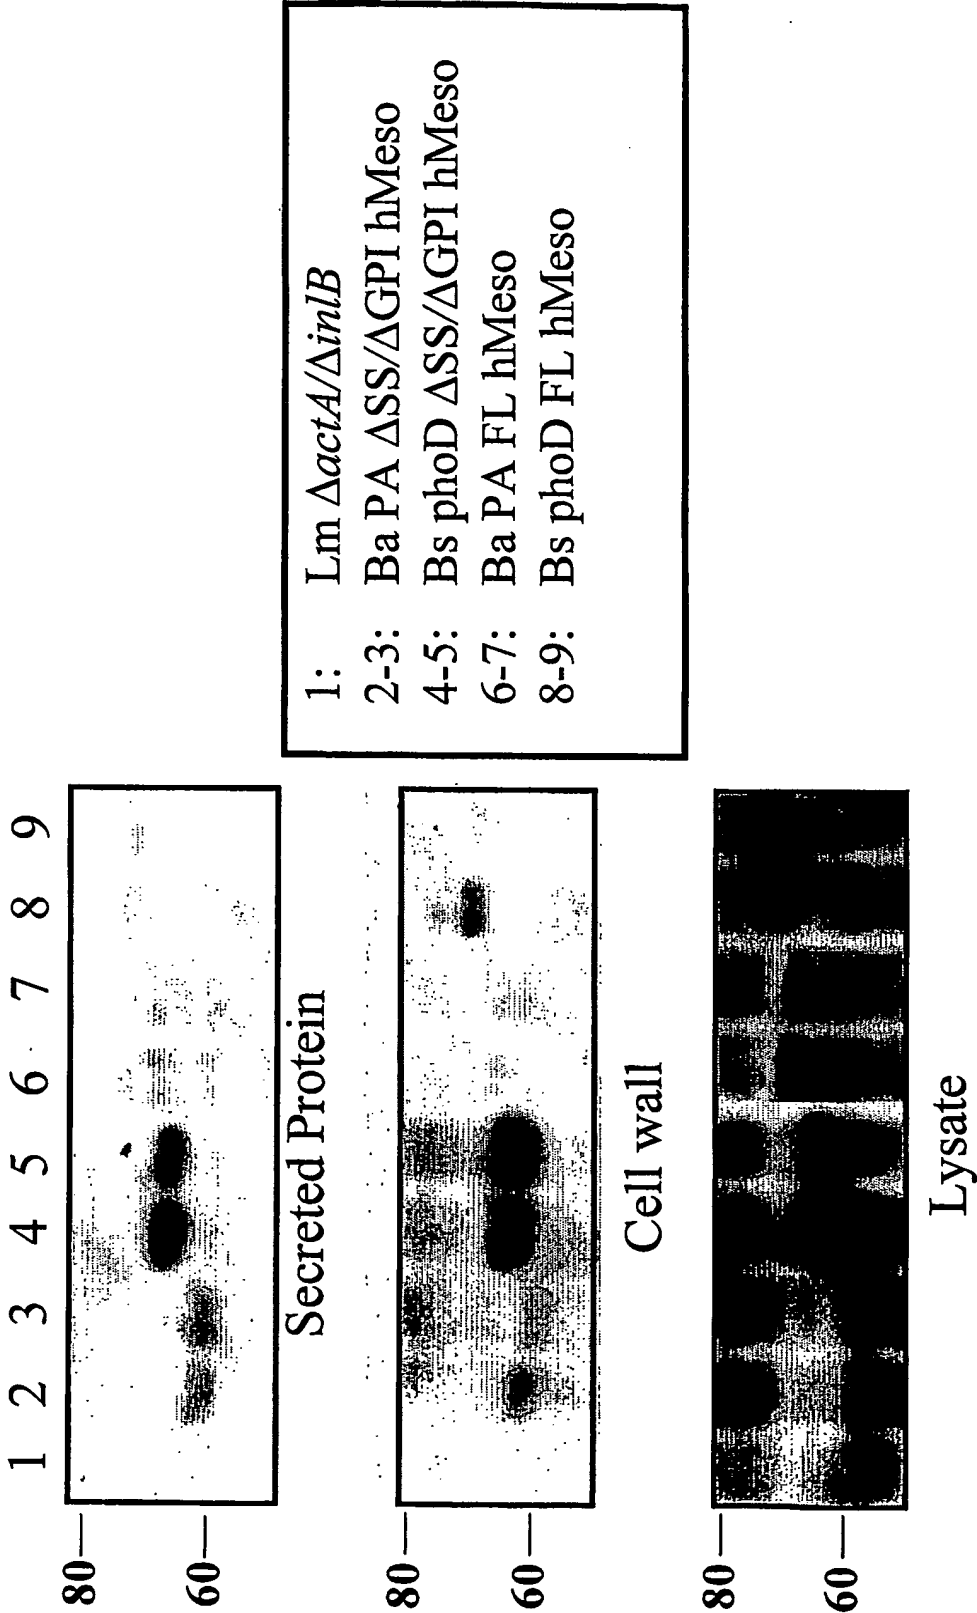 1 2 3 4 5 6 7 8 9
80
60
Secreted Protein
80
60
Cell wall
80
60
Lysate
1: Lm ΔactA/ΔinlB
2-3: Ba PA ΔSS/ΔGPI hMeso
4-5: Bs phoD ΔSS/ΔGPI hMeso
6-7: Ba PA FL hMeso
8-9: Bs phoD FL hMeso